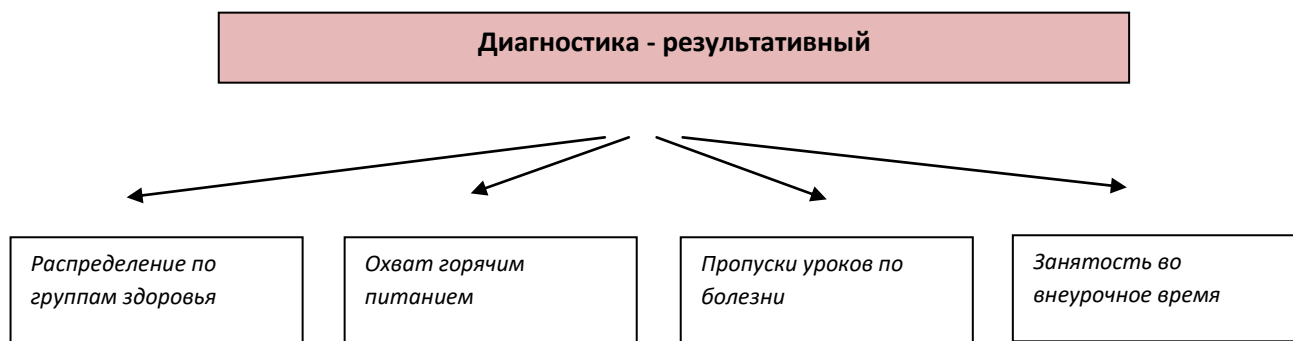 Диагностика - результативный
Распределение по
группам здоровья
Охват горячим
питанием
Пропуски уроков по
болезни
Занятость во
внеурочное время